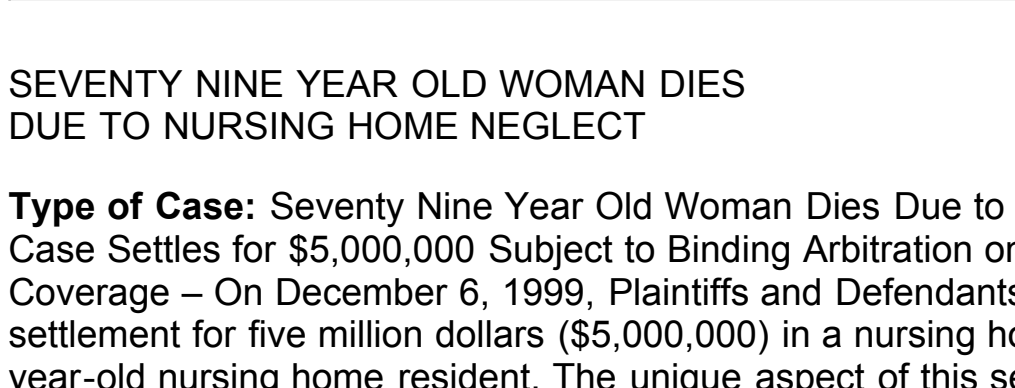 SEVENTY NINE YEAR OLD WOMAN DIES
DUE TO NURSING HOME NEGLECT
Type of Case: Seventy Nine Year Old Woman Dies Due to
Case Settles for $5,000,000 Subject to Binding Arbitration
Coverage – On December 6, 1999, Plaintiffs and Defendants
settlement for five million dollars ($5,000,000) in a nursing
year-old nursing home resident. The unique aspect of this